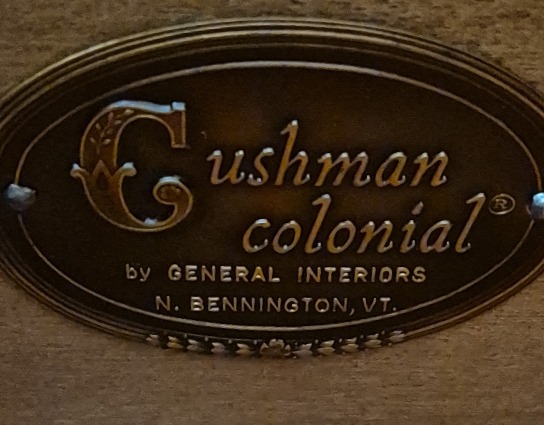 Cushman
colonial®
by GENERAL INTERIORS
N. BENNINGTON, VT.